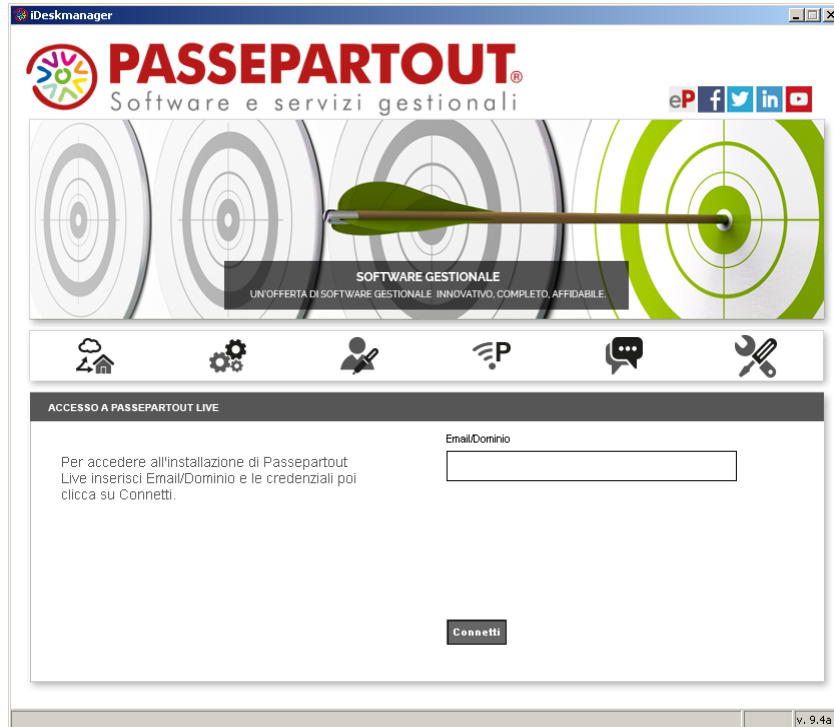 iDeskmanager
PASSEPARTOUT®
Software e servizi gestionali
eP f in
SOFTWARE GESTIONALE
UN'OFFERTA DI SOFTWARE GESTIONALE INNOVATIVO, COMPLETO, AFFIDABILE.
P
ACCESSO A PASSEPARTOUT LIVE
Email/Dominio
Per accedere all'installazione di Passepartout
Live inserisci Email/Dominio e le credenziali poi
clicca su Connetti.
Connetti
v. 9.4a